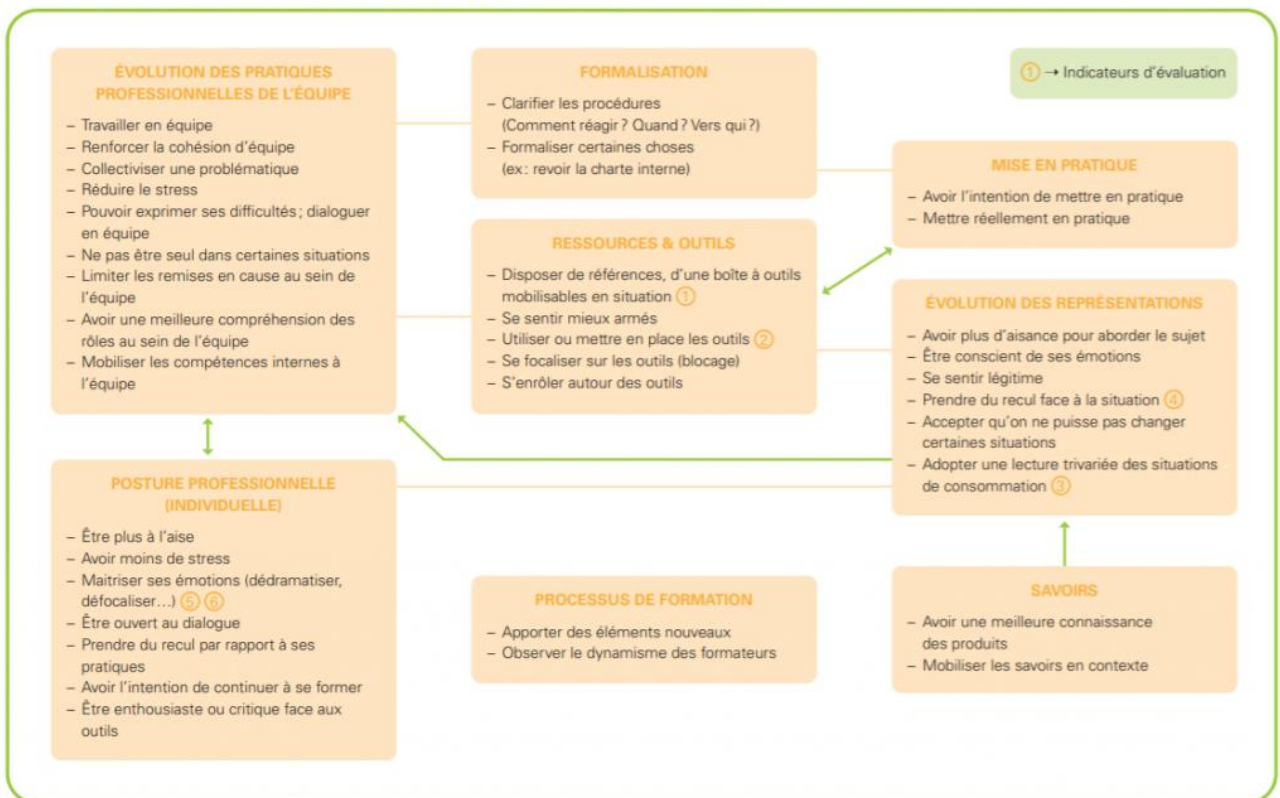 ÉVOLUTION DES PRATIQUES
PROFESSIONNELLES DE L'ÉQUIPE
– Travailler en équipe
– Renforcer la cohésion d'équipe
– Collectiviser une problématique
– Réduire le stress
– Pouvoir exprimer ses difficultés ; dialoguer
en équipe
– Ne pas être seul dans certaines situations
– Limiter les remises en cause au sein de
l'équipe
– Avoir une meilleure compréhension des
rôles au sein de l'équipe
– Mobiliser les compétences internes à
l'équipe
FORMALISATION
– Clarifier les procédures
(Comment réagir ? Quand ? Vers qui ?)
– Formaliser certaines choses
(ex : revoir la charte interne)
① → Indicateurs d'évaluation
MISE EN PRATIQUE
– Avoir l'intention de mettre en pratique
– Mettre réellement en pratique
RESSOURCES & OUTILS
– Disposer de références, d'une boîte à outils
mobilisables en situation ①
– Se sentir mieux armés
– Utiliser ou mettre en place les outils ②
– Se focaliser sur les outils (blocage)
– S'enrôler autour des outils
ÉVOLUTION DES REPRÉSENTATIONS
– Avoir plus d'aisance pour aborder le sujet
– Être conscient de ses émotions
– Se sentir légitime
– Prendre du recul face à la situation ④
– Accepter qu'on ne puisse pas changer
certaines situations
– Adopter une lecture trivariée des situations
de consommation ③
POSTURE PROFESSIONNELLE
(INDIVIDUELLE)
– Être plus à l'aise
– Avoir moins de stress
– Maitriser ses émotions (dédramatiser,
défocaliser…) ⑤ ⑥
– Être ouvert au dialogue
– Prendre du recul par rapport à ses
pratiques
– Avoir l'intention de continuer à se former
– Être enthousiaste ou critique face aux
outils
PROCESSUS DE FORMATION
– Apporter des éléments nouveaux
– Observer le dynamisme des formateurs
SAVOIRS
– Avoir une meilleure connaissance
des produits
– Mobiliser les savoirs en contexte